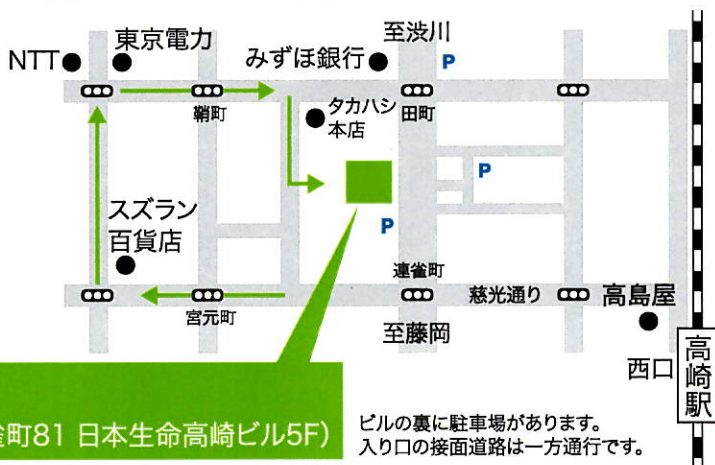 至渋川
東京電力
NTT
みずほ銀行
P
鞘町
タカハシ
本店
田町
P
スズラン
百貨店
P
連雀町
宮元町
慈光通り
高島屋
至藤岡
西口
高崎駅
雀町81 日本生命高崎ビル5F)
ビルの裏に駐車場があります。
入り口の接面道路は一方通行です。